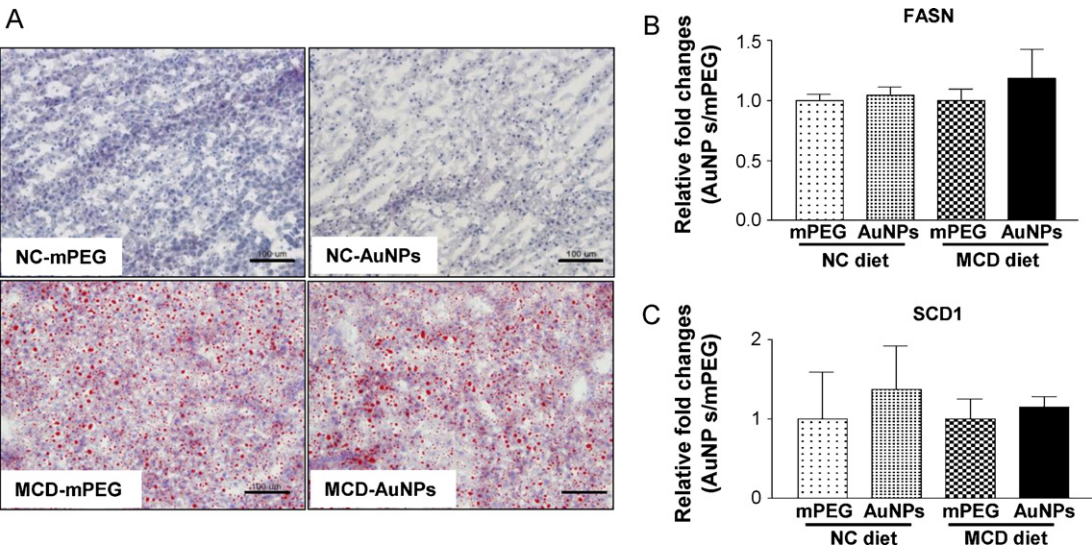 A
NC-mPEG
100 um
NC-AuNPs
100 um
MCD-mPEG
100 um
MCD-AuNPs
B
FASN
Relative fold changes
(AuNP s/mPEG)
1.5
1.0
0.5
0.0
mPEG AuNPs mPEG AuNPs
NC diet MCD diet
C
SCD1
Relative fold changes
(AuNP s/mPEG)
2
1
0
mPEG AuNPs mPEG AuNPs
NC diet MCD diet